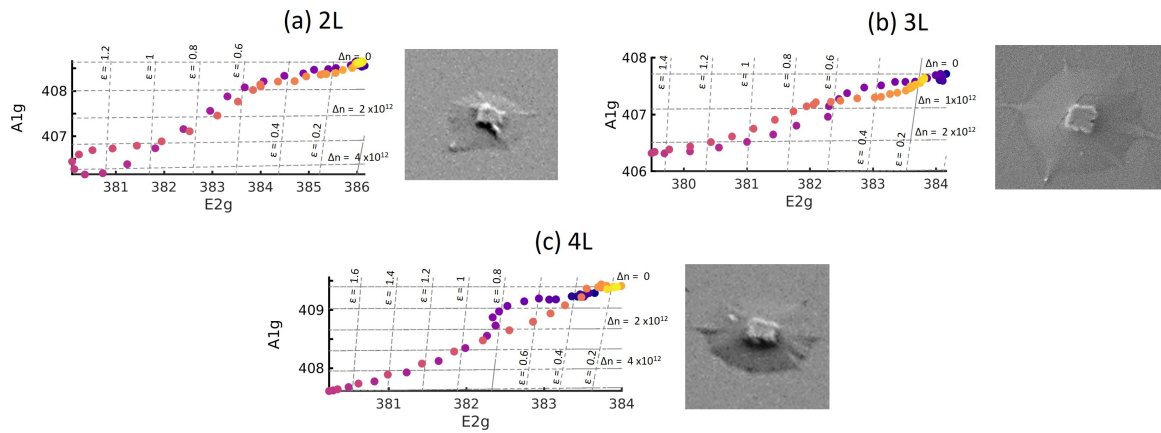 (a) 2L
A1g
408
407
381
382
383
384
385
386
E2g
ε = 1.2
ε = 1
ε = 0.8
ε = 0.6
ε = 0.4
ε = 0.2
Δn = 0
Δn = 2 x10¹²
Δn = 4 x10¹²
(b) 3L
A1g
408
407
406
380
381
382
383
384
E2g
ε = 1.4
ε = 1.2
ε = 1
ε = 0.8
ε = 0.6
ε = 0.4
ε = 0.2
Δn = 0
Δn = 1x10¹²
Δn = 2 x10¹²
(c) 4L
A1g
409
408
381
382
383
384
E2g
ε = 1.6
ε = 1.4
ε = 1.2
ε = 1
ε = 0.8
ε = 0.6
ε = 0.4
ε = 0.2
Δn = 0
Δn = 2 x10¹²
Δn = 4 x10¹²